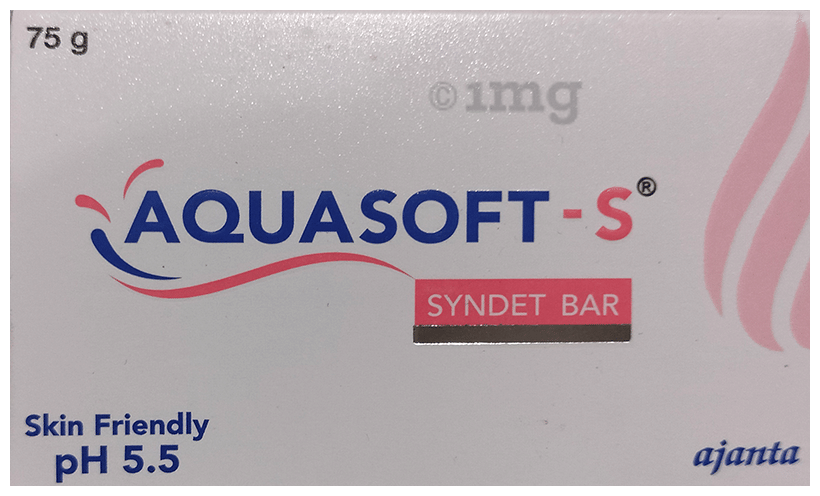 75 g
© 1mg
AQUASOFT-S®
SYNDET BAR
Skin Friendly
pH 5.5
ajanta